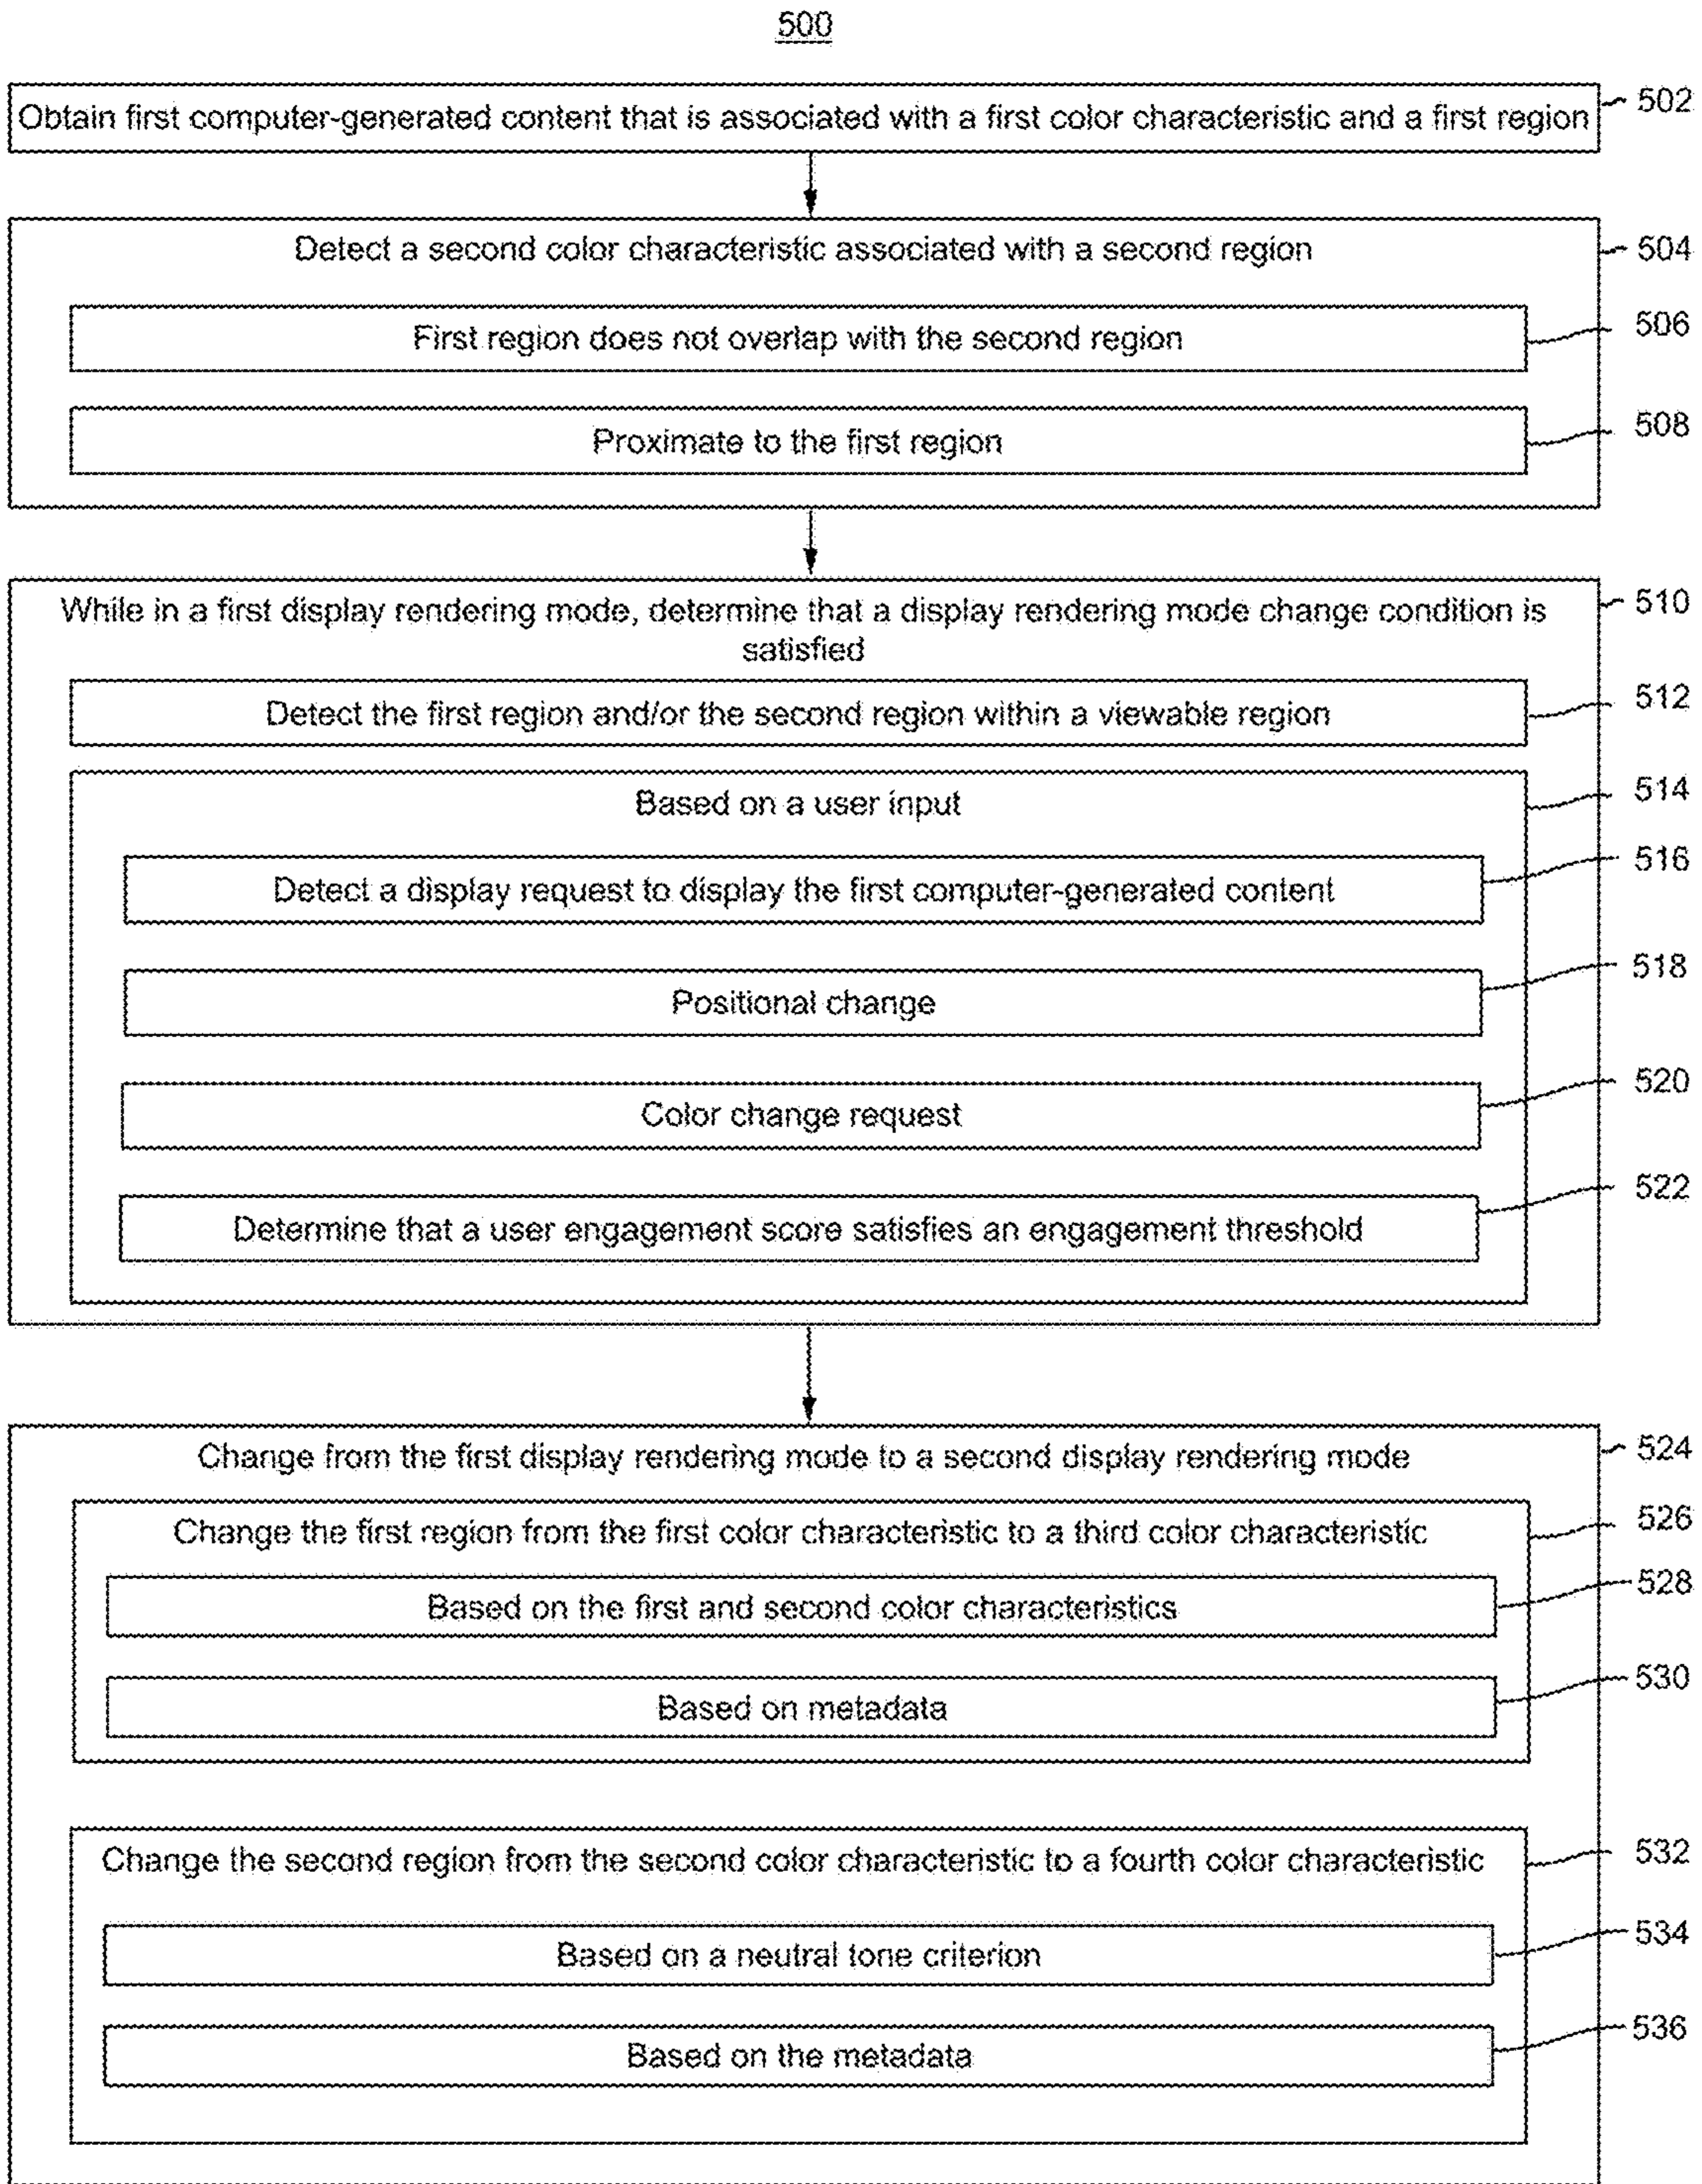 500
Obtain first computer-generated content that is associated with a first color characteristic and a first region
502
Detect a second color characteristic associated with a second region
504
First region does not overlap with the second region
506
Proximate to the first region
508
While in a first display rendering mode, determine that a display rendering mode change condition is
satisfied
510
Detect the first region and/or the second region within a viewable region
512
Based on a user input
514
Detect a display request to display the first computer-generated content
516
Positional change
518
Color change request
520
Determine that a user engagement score satisfies an engagement threshold
522
Change from the first display rendering mode to a second display rendering mode
524
Change the first region from the first color characteristic to a third color characteristic
526
Based on the first and second color characteristics
528
Based on metadata
530
Change the second region from the second color characteristic to a fourth color characteristic
532
Based on a neutral tone criterion
534
Based on the metadata
536